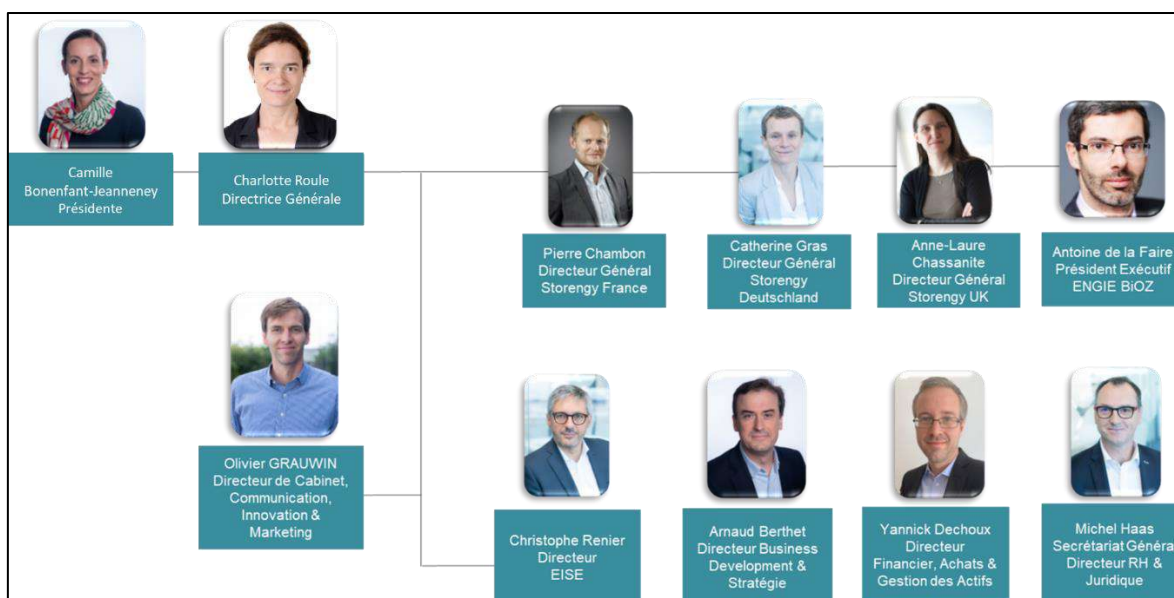 Camille
Bonenfant-Jeanneney
Présidente
Charlotte Roule
Directrice Générale
Pierre Chambon
Directeur Général
Storengy France
Catherine Gras
Directeur Général
Storengy
Deutschland
Anne-Laure
Chassanite
Directeur Général
Storengy UK
Antoine de la Faire
Président Exécutif
ENGIE BiOZ
Olivier GRAUWIN
Directeur de Cabinet,
Communication,
Innovation &
Marketing
Christophe Renier
Directeur
EISE
Arnaud Berthet
Directeur Business
Development &
Stratégie
Yannick Dechoux
Directeur
Financier, Achats &
Gestion des Actifs
Michel Haas
Secrétariat Général
Directeur RH &
Juridique